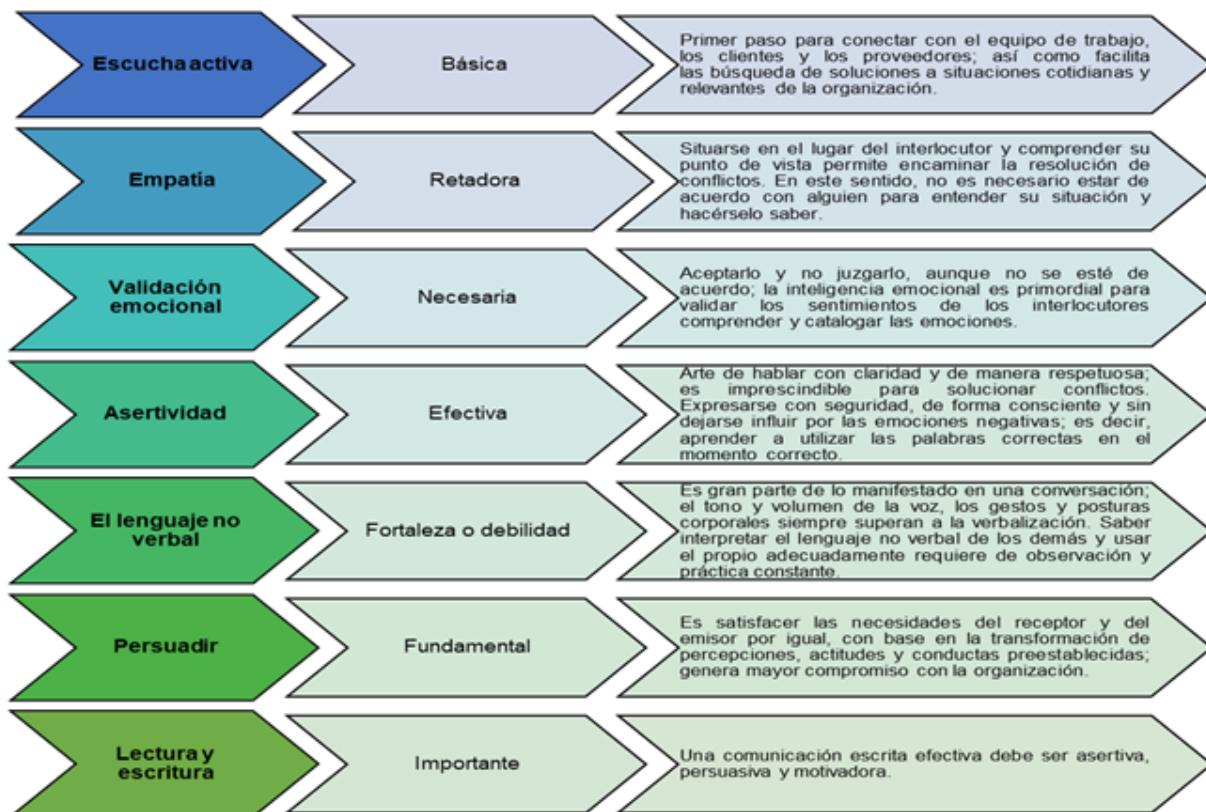 Escucha activa
Básica
Primer paso para conectar con el equipo de trabajo,
los clientes y los proveedores; así como facilita
las búsqueda de soluciones a situaciones cotidianas y
relevantes de la organización.
Empatía
Retadora
Situarse en el lugar del interlocutor y comprender su
punto de vista permite encaminar la resolución de
conflictos. En este sentido, no es necesario estar de
acuerdo con alguien para entender su situación y
hacérselo saber.
Validación
emocional
Necesaria
Aceptarlo y no juzgarlo, aunque no se esté de
acuerdo; la inteligencia emocional es primordial para
validar los sentimientos de los interlocutores
comprender y catalogar las emociones.
Asertividad
Efectiva
Arte de hablar con claridad y de manera respetuosa;
es imprescindible para solucionar conflictos.
Expresarse con seguridad, de forma consciente y sin
dejarse influir por las emociones negativas; es decir,
aprender a utilizar las palabras correctas en el
momento correcto.
El lenguaje no
verbal
Fortaleza o debilidad
Es gran parte de lo manifestado en una conversación;
el tono y volumen de la voz, los gestos y posturas
corporales siempre superan a la verbalización. Saber
interpretar el lenguaje no verbal de los demás y usar
el propio adecuadamente requiere de observación y
práctica constante.
Persuadir
Fundamental
Es satisfacer las necesidades del receptor y del
emisor por igual, con base en la transformación de
percepciones, actitudes y conductas preestablecidas;
genera mayor compromiso con la organización.
Lectura y
escritura
Importante
Una comunicación escrita efectiva debe ser asertiva,
persuasiva y motivadora.